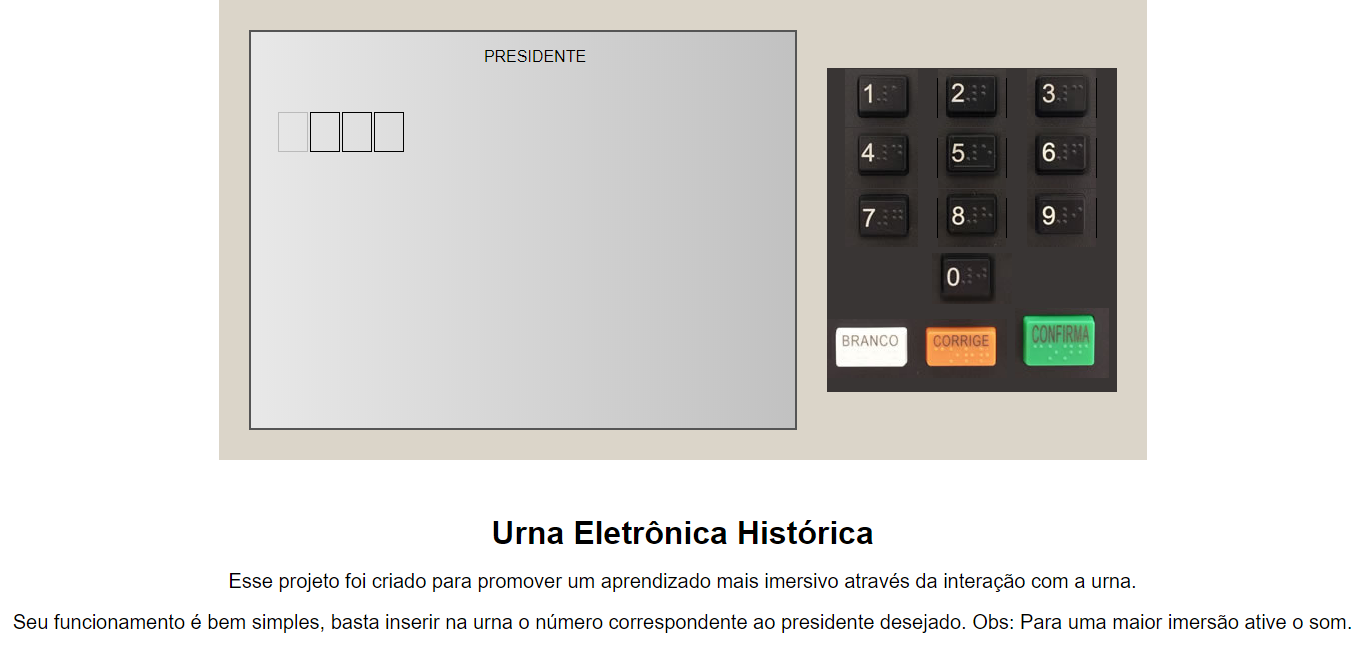 PRESIDENTE
1 2 3
4 5 6
7 8 9
0
BRANCO CORRIGE CONFIRMA
Urna Eletrônica Histórica
Esse projeto foi criado para promover um aprendizado mais imersivo através da interação com a urna.
Seu funcionamento é bem simples, basta inserir na urna o número correspondente ao presidente desejado. Obs: Para uma maior imersão ative o som.